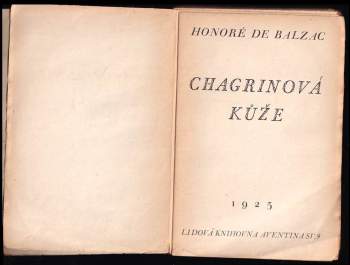 HONORÉ DE BALZAC
CHAGRINOVÁ
KŮŽE
1925
LIDOVÁ KNIHOVNA AVENTINA SV. 9